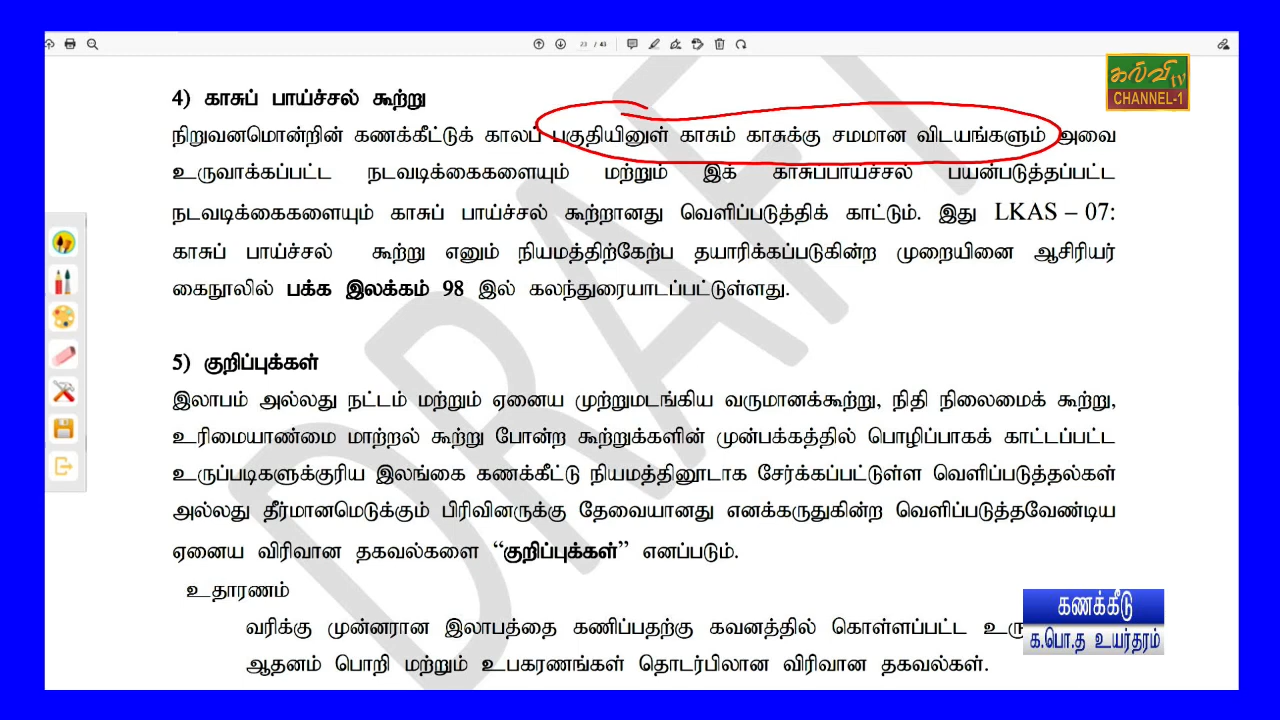 23 / 43
கல்வி TV
CHANNEL-1
4) காசுப் பாய்ச்சல் கூற்று
நிறுவனமொன்றின் கணக்கீட்டுக் காலப் பகுதியினுள் காசும் காசுக்கு சமமான விடயங்களும் அவை
உருவாக்கப்பட்ட நடவடிக்கைகளையும் மற்றும் இக் காசுப்பாய்ச்சல் பயன்படுத்தப்பட்ட
நடவடிக்கைகளையும் காசுப் பாய்ச்சல் கூற்றானது வெளிப்படுத்திக் காட்டும். இது LKAS – 07:
காசுப் பாய்ச்சல் கூற்று எனும் நியமத்திற்கேற்ப தயாரிக்கப்படுகின்ற முறையினை ஆசிரியர்
கைநூலில் பக்க இலக்கம் 98 இல் கலந்துரையாடப்பட்டுள்ளது.
5) குறிப்புக்கள்
இலாபம் அல்லது நட்டம் மற்றும் ஏனைய முற்றுமடங்கிய வருமானக்கூற்று, நிதி நிலைமைக் கூற்று,
உரிமையாண்மை மாற்றல் கூற்று போன்ற கூற்றுக்களின் முன்பக்கத்தில் பொழிப்பாகக் காட்டப்பட்ட
உருப்படிகளுக்குரிய இலங்கை கணக்கீட்டு நியமத்தினூடாக சேர்க்கப்பட்டுள்ள வெளிப்படுத்தல்கள்
அல்லது தீர்மானமெடுக்கும் பிரிவினருக்கு தேவையானது எனக்கருதுகின்ற வெளிப்படுத்தவேண்டிய
ஏனைய விரிவான தகவல்களை “குறிப்புக்கள்” எனப்படும்.
உதாரணம்
வரிக்கு முன்னரான இலாபத்தை கணிப்பதற்கு கவனத்தில் கொள்ளப்பட்ட
ஆதனம் பொறி மற்றும் உபகரணங்கள் தொடர்பிலான விரிவான தகவல்கள்.
கணக்கீடு
க.பொ.த உயர்தரம்
DRAFT